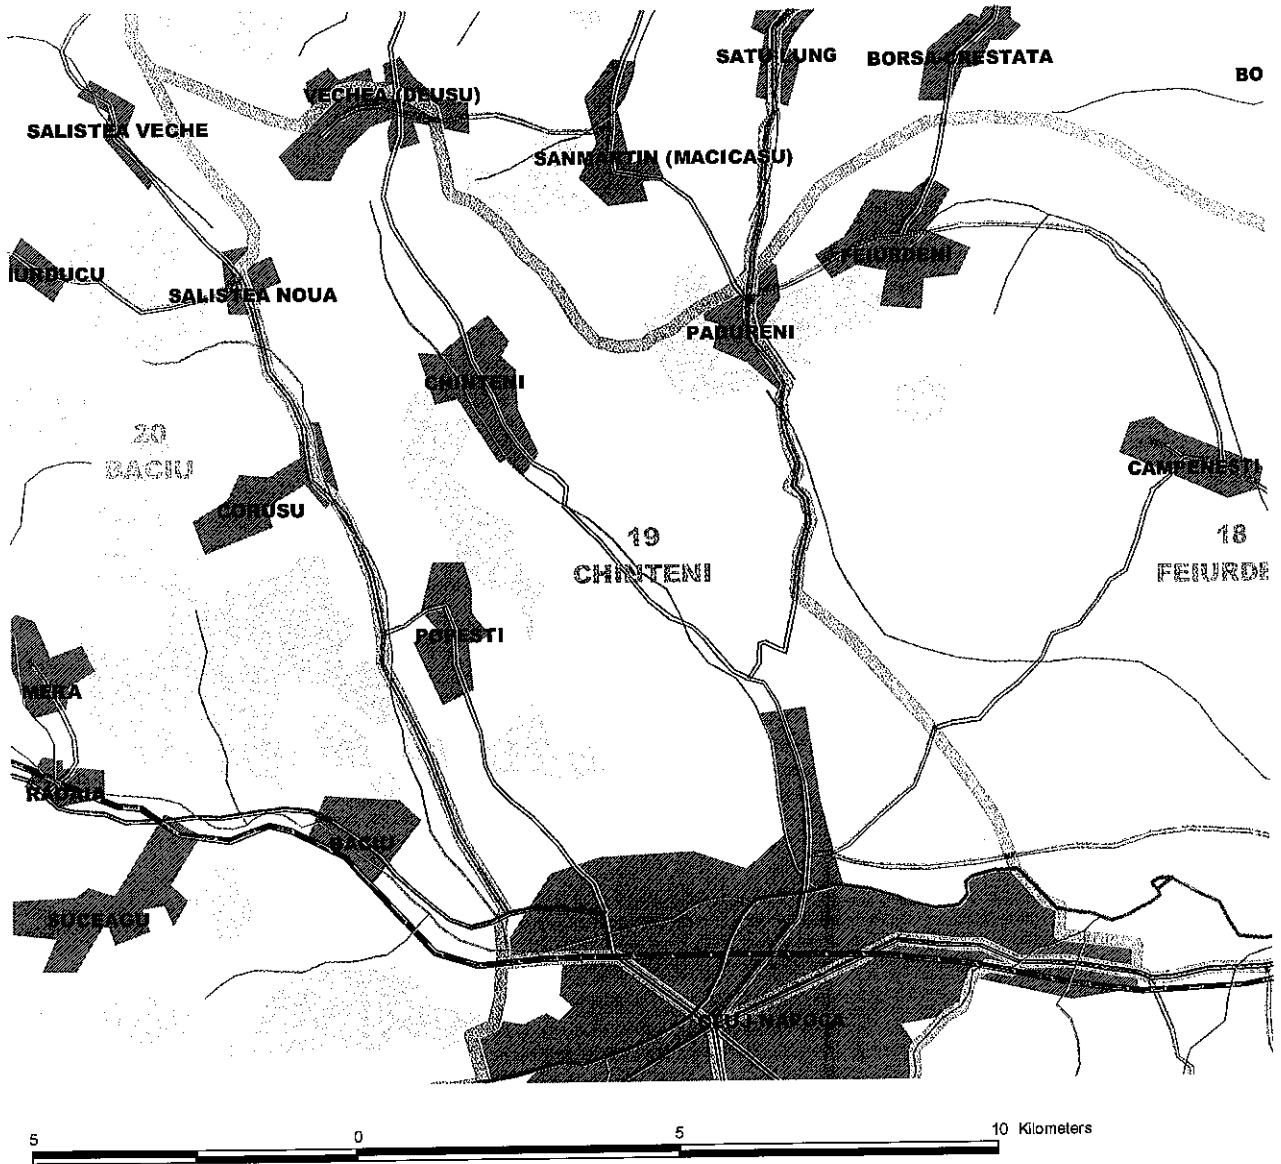 SATU LUNG
BORSA-CRESTATA
BO
VECHEA (DEUSU)
SALISTEA VECHE
SANMARTIN (MACICASU)
FEIURDENI
IURDUCU
SALISTEA NOUA
PADURENI
CHINTENI
20
BACIU
CAMPENESTI
CORUSU
19
CHINTENI
18
FEIURDE
POPESTI
MERA
RADAIA
BACIU
SUCEAGU
CLUJ-NAPOCA
5 0 5 10 Kilometers